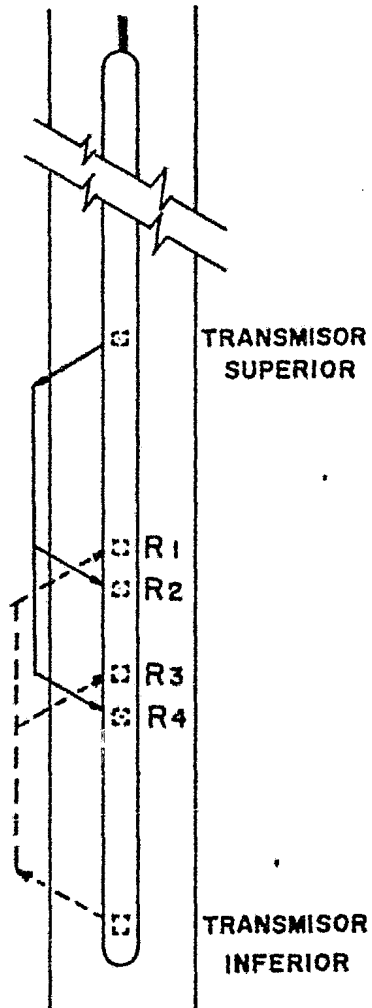 TRANSMISOR
SUPERIOR
R1
R2
R3
R4
TRANSMISOR
INFERIOR